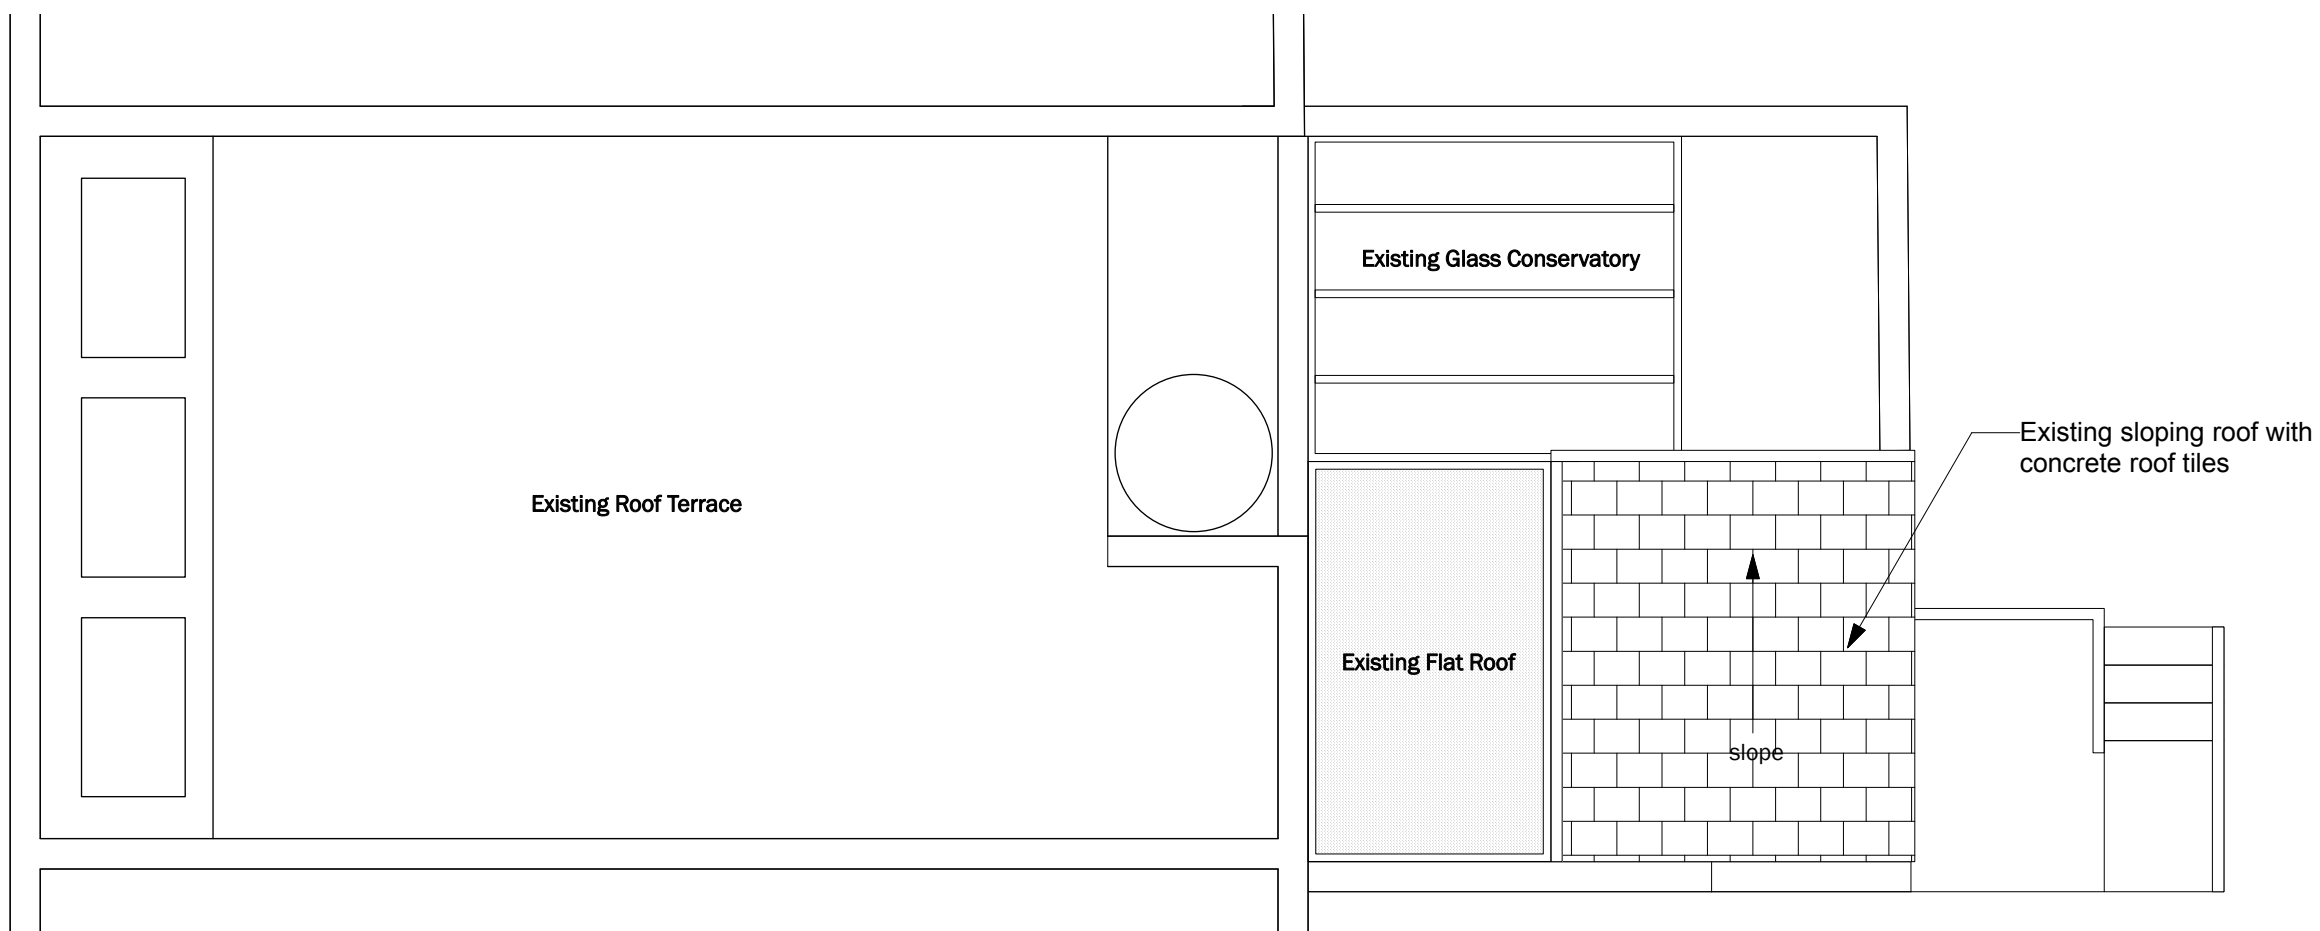 Existing Glass Conservatory
Existing sloping roof with
concrete roof tiles
Existing Roof Terrace
Existing Flat Roof
slope